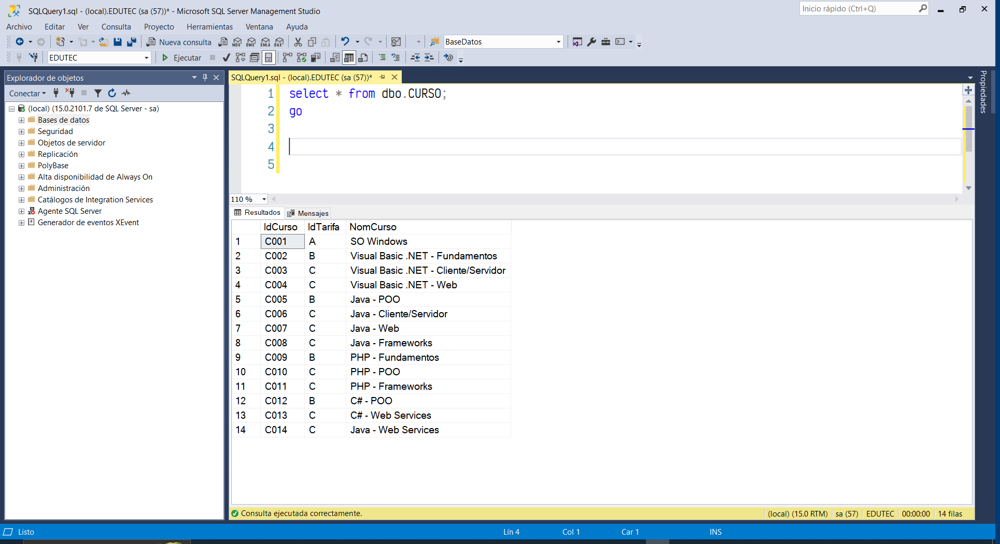 SQLQuery1.sql - (local).EDUTEC (sa (57))* - Microsoft SQL Server Management Studio
Inicio rápido (Ctrl+Q)
Archivo Editar Ver Consulta Proyecto Herramientas Ventana Ayuda
Nueva consulta MDX DMX XMLA DAX BaseDatos
EDUTEC Ejecutar
Explorador de objetos
Conectar
(local) (15.0.2101.7 de SQL Server - sa)
Bases de datos
Seguridad
Objetos de servidor
Replicación
PolyBase
Alta disponibilidad de Always On
Administración
Catálogos de Integration Services
Agente SQL Server
Generador de eventos XEvent
SQLQuery1.sql - (local).EDUTEC (sa (57))*
1 select * from dbo.CURSO;
2 go
3
4
5
110 %
Resultados Mensajes
IdCurso IdTarifa NomCurso
1 C001 A SO Windows
2 C002 B Visual Basic .NET - Fundamentos
3 C003 C Visual Basic .NET - Cliente/Servidor
4 C004 C Visual Basic .NET - Web
5 C005 B Java - POO
6 C006 C Java - Cliente/Servidor
7 C007 C Java - Web
8 C008 C Java - Frameworks
9 C009 B PHP - Fundamentos
10 C010 C PHP - POO
11 C011 C PHP - Frameworks
12 C012 B C# - POO
13 C013 C C# - Web Services
14 C014 C Java - Web Services
Consulta ejecutada correctamente. (local) (15.0 RTM) sa (57) EDUTEC 00:00:00 14 filas
Propiedades
Listo Lín 4 Col 1 Car 1 INS